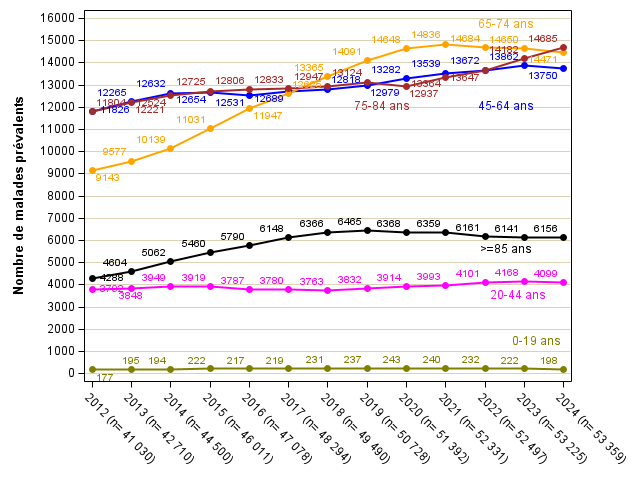 Nombre de malades prévalents
16000
15000
14000
13000
12000
11000
10000
9000
8000
7000
6000
5000
4000
3000
2000
1000
0
65-74 ans
9143 9577 10139 11031 11947 13365 14091 14648 14836 14684 14650 14471
45-64 ans
11826 12265 12632 12654 12531 12689 12818 12979 13282 13539 13672 13862 13750
75-84 ans
11804 12221 12524 12725 12806 12833 12947 13124 12937 13364 13647 14182 14685
>=85 ans
4288 4604 5062 5460 5790 6148 6366 6465 6368 6359 6161 6141 6156
20-44 ans
3848 3949 3919 3787 3780 3763 3832 3914 3993 4101 4168 4099
0-19 ans
177 195 194 222 217 219 231 237 243 240 232 222 198
2012 (n= 41 030)
2013 (n= 42 710)
2014 (n= 44 500)
2015 (n= 46 011)
2016 (n= 47 078)
2017 (n= 48 294)
2018 (n= 49 490)
2019 (n= 50 728)
2020 (n= 51 392)
2021 (n= 52 331)
2022 (n= 52 497)
2023 (n= 53 225)
2024 (n= 53 359)